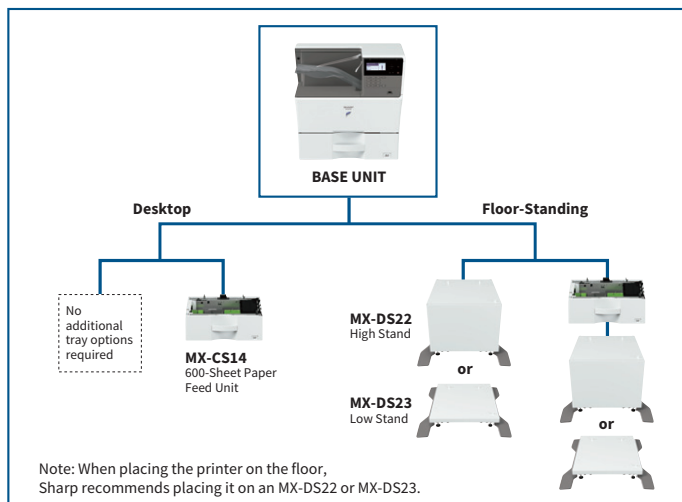 BASE UNIT
Desktop
Floor-Standing
No
additional
tray options
required
MX-CS14
600-Sheet Paper
Feed Unit
MX-DS22
High Stand
or
MX-DS23
Low Stand
or
Note: When placing the printer on the floor,
Sharp recommends placing it on an MX-DS22 or MX-DS23.